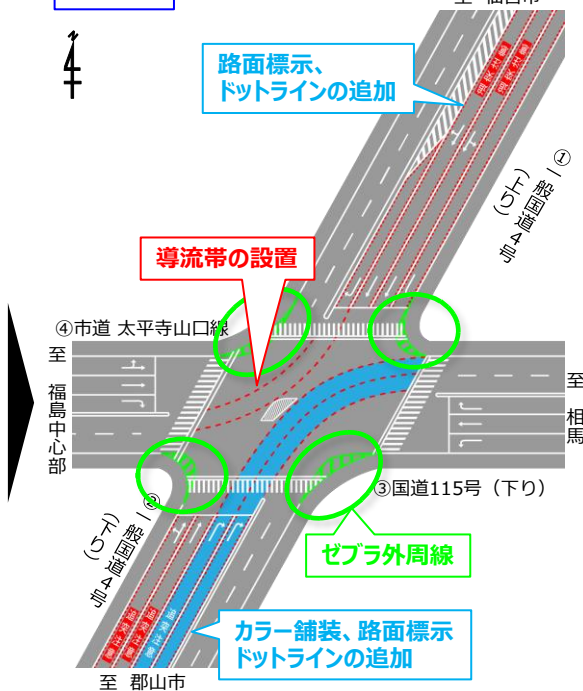 至 仙台市
路面標示、
ドットラインの追加
①一般国道4号
(上り)
導流帯の設置
④市道 太平寺山口線
至 福島中心部
至 相馬
③国道115号（下り）
②一般国道4号
(下り)
ゼブラ外周線
カラー舗装、路面標示
ドットラインの追加
至 郡山市